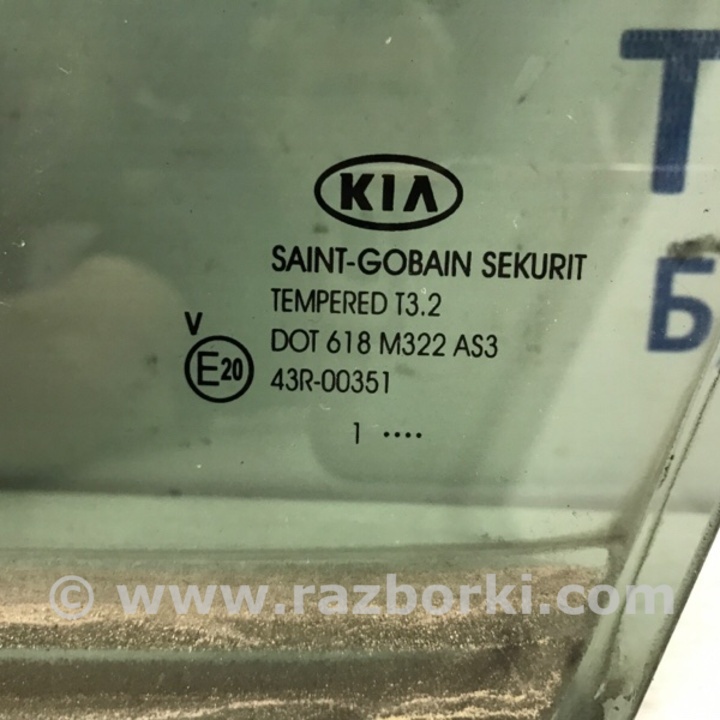 Т
Б
KIA
SAINT-GOBAIN SEKURIT
TEMPERED T3.2
DOT 618 M322 AS3
V
E20
43R-00351
1 ....
© www.razborki.com